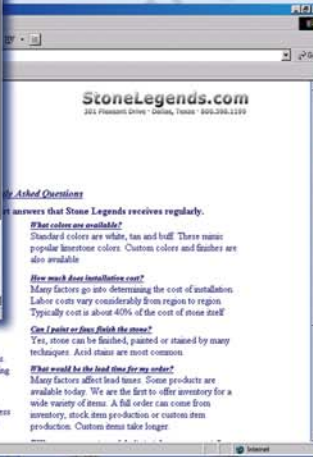 StoneLegends.com
301 Pleasant Drive - Dallas, Texas - 800.398.1199
Asked Questions
answers that Stone Legends receives regularly.
What colors are available?
Standard colors are white, tan and buff. These mimic
popular limestone colors. Custom colors and finishes are
also available
How much does installation cost?
Many factors go into determining the cost of installation.
Labor costs vary considerably from region to region.
Typically cost is about 40% of the cost of stone itself
Can I paint or faux finish the stone?
Yes, stone can be finished, painted or stained by many
techniques. Acid stains are most common.
What would be the lead time for my order?
Many factors affect lead times. Some products are
available today. We are the first to offer inventory for a
wide variety of items. A full order can come from
inventory, stock item production or custom item
production. Custom items take longer.
Internet